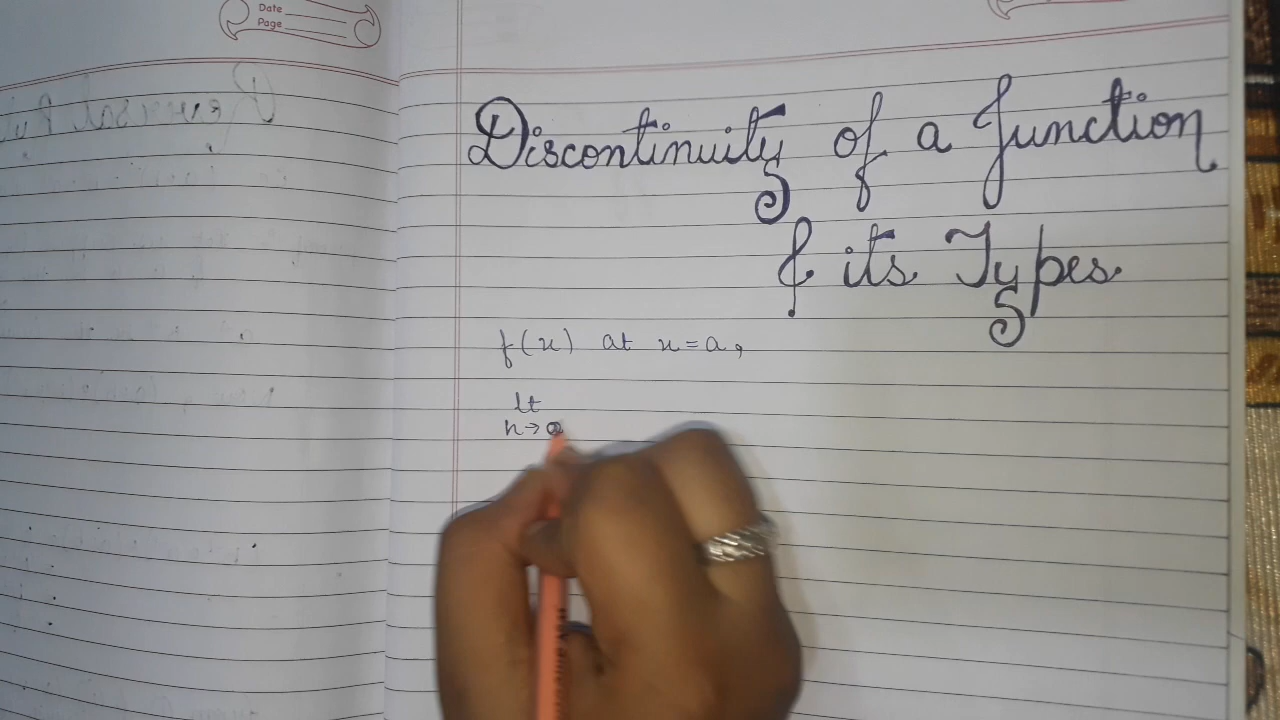 Date
Page
Discontinuity of a function
& its Types.
f(x) at x=a,
lt
x→a